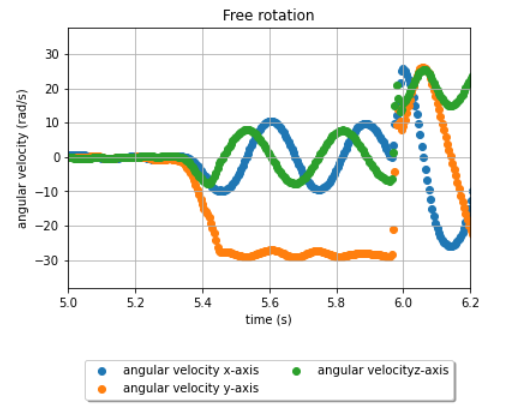 Free rotation
angular velocity (rad/s)
30
20
10
0
−10
−20
−30
5.0 5.2 5.4 5.6 5.8 6.0 6.2
time (s)
angular velocity x-axis
angular velocity y-axis
angular velocityz-axis